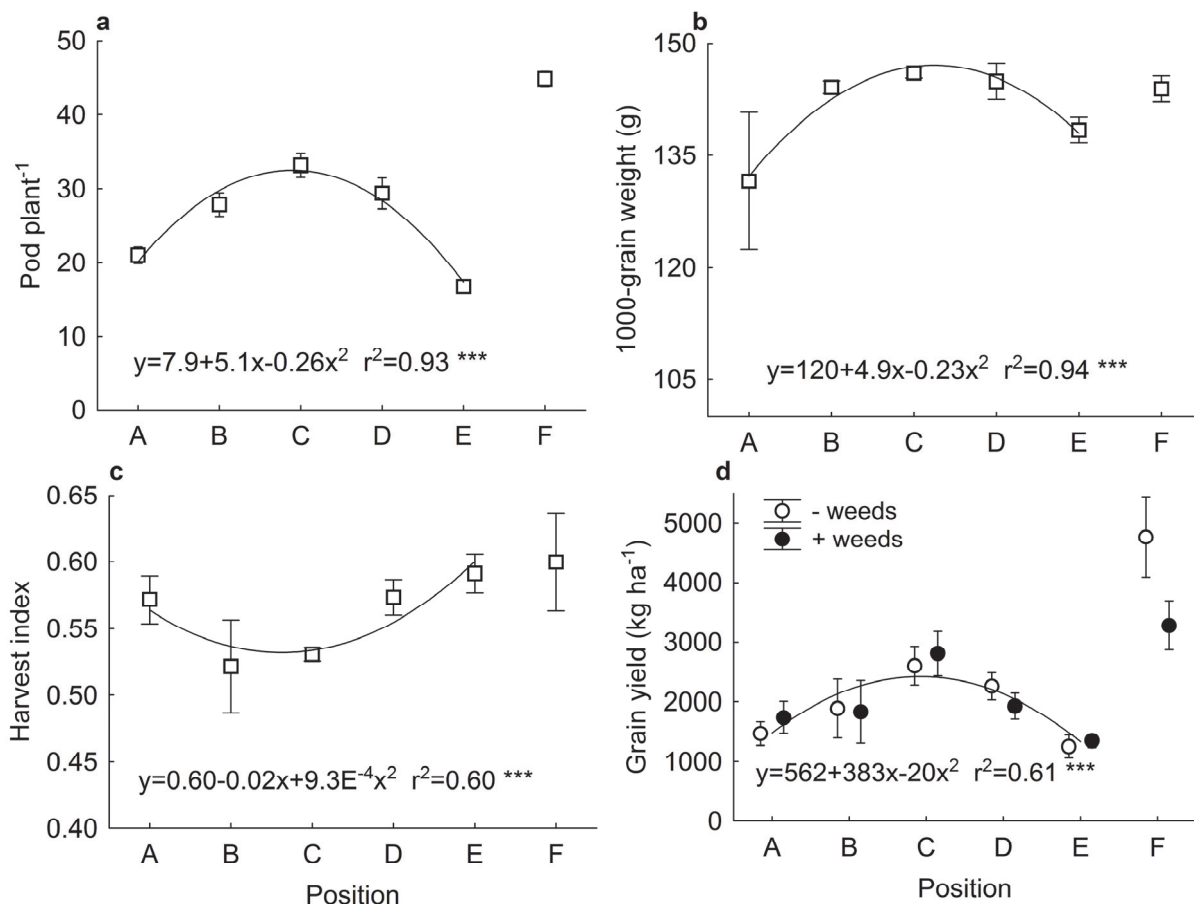 a
Pod plant⁻¹
50
40
30
20
10
0
y=7.9+5.1x-0.26x² r²=0.93 ***
A B C D E F
b
1000-grain weight (g)
150
135
120
105
y=120+4.9x-0.23x² r²=0.94 ***
A B C D E F
c
Harvest index
0.65
0.60
0.55
0.50
0.45
0.40
y=0.60-0.02x+9.3E⁻⁴x² r²=0.60 ***
A B C D E F
Position
d
Grain yield (kg ha⁻¹)
- weeds
+ weeds
5000
4000
3000
2000
1000
0
y=562+383x-20x² r²=0.61 ***
A B C D E F
Position